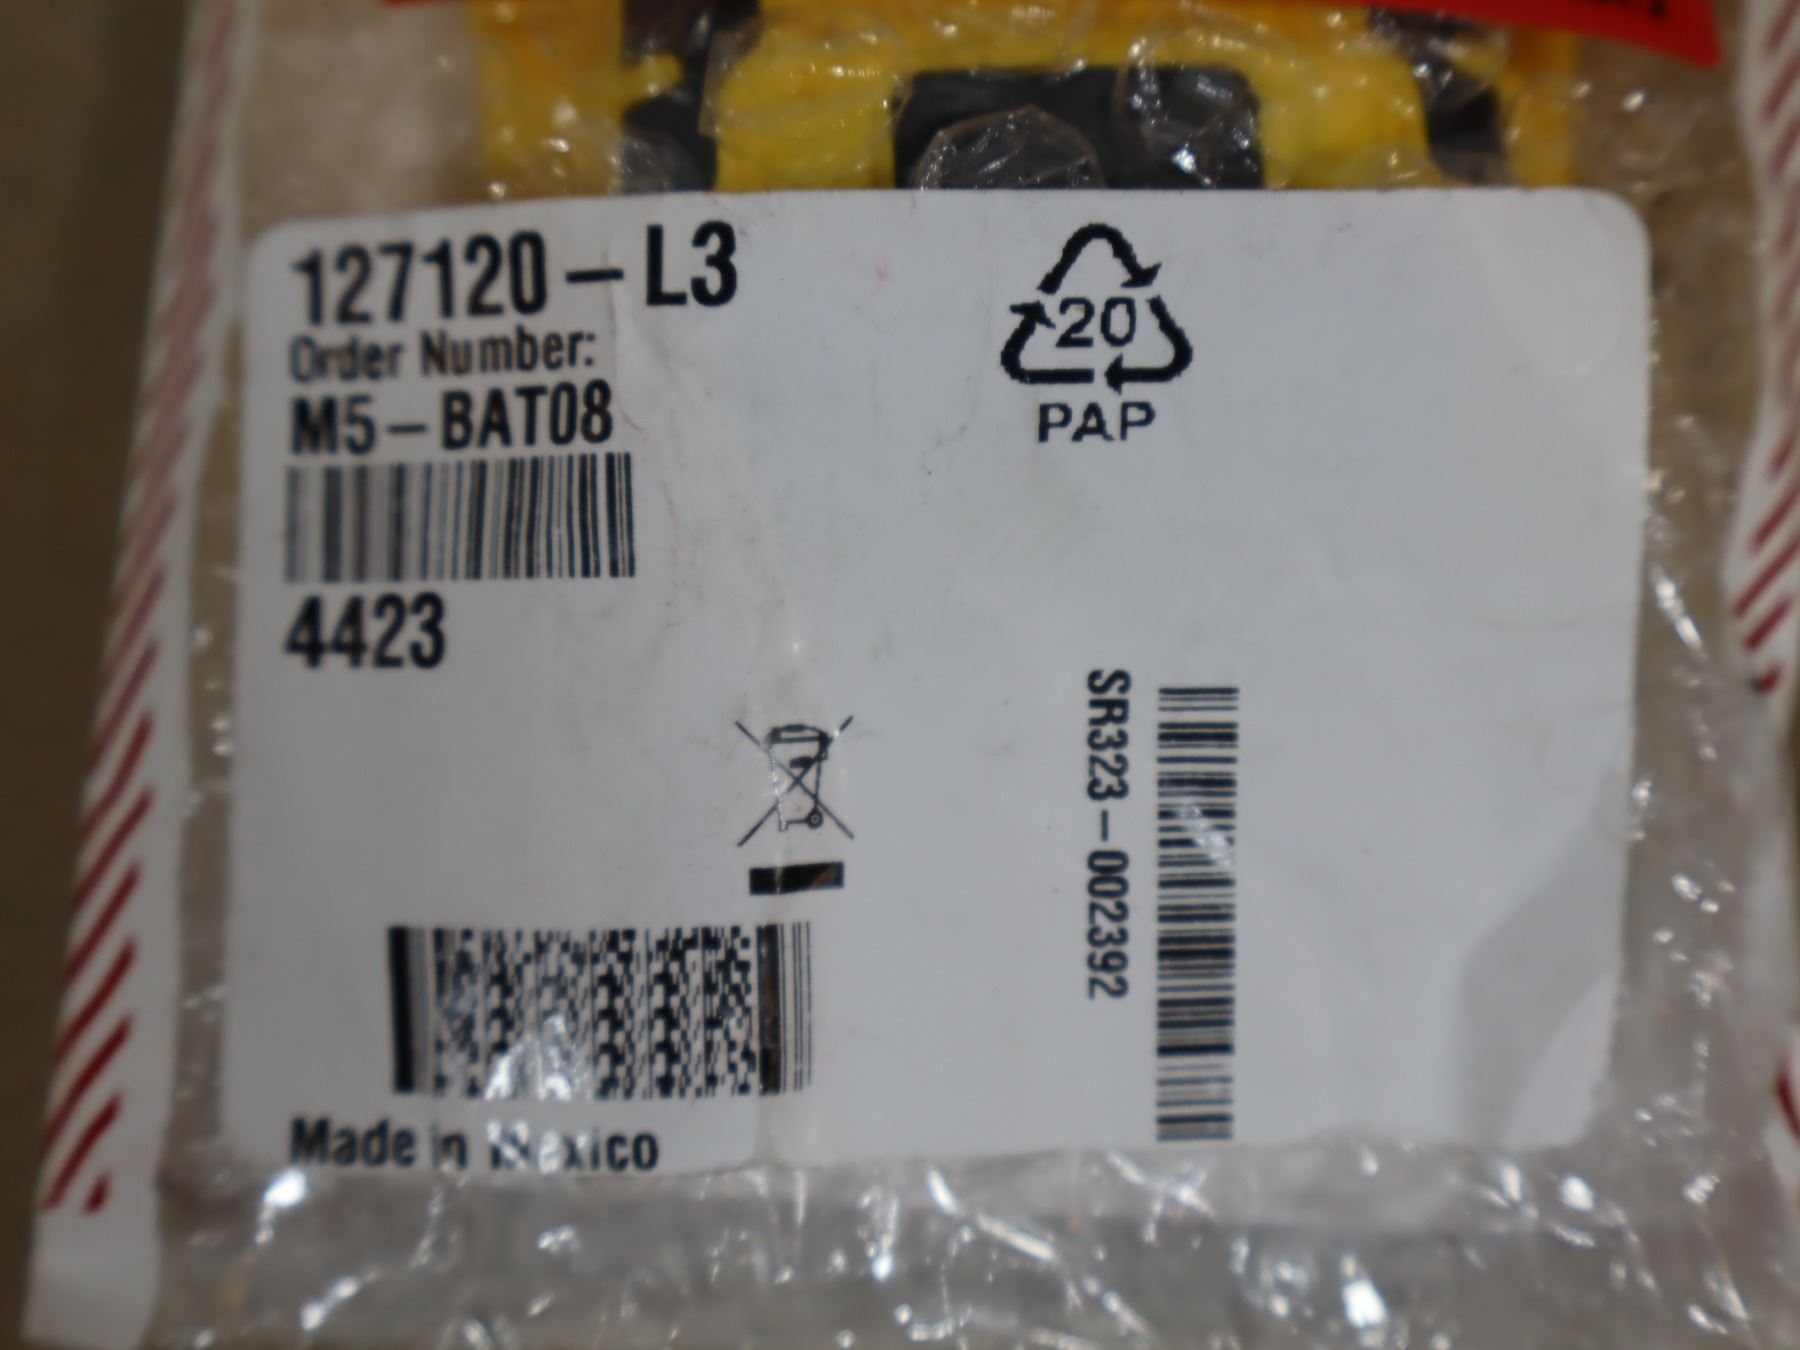 127120-L3
Order Number:
M5-BAT08
4423
20
PAP
SR323-002392
Made in Mexico